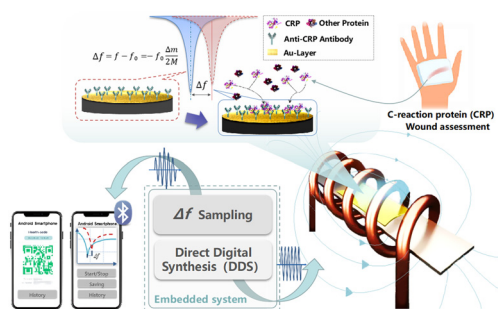 Δf = f − f₀ = −f₀ Δm/2M
Δf
CRP
Other Protein
Anti-CRP Antibody
Au-Layer
C-reaction protein (CRP)
Wound assessment
Δf Sampling
Direct Digital
Synthesis (DDS)
Embedded system
Android Smartphone
History
Android Smartphone
Δf
Start/Stop
Saving
History